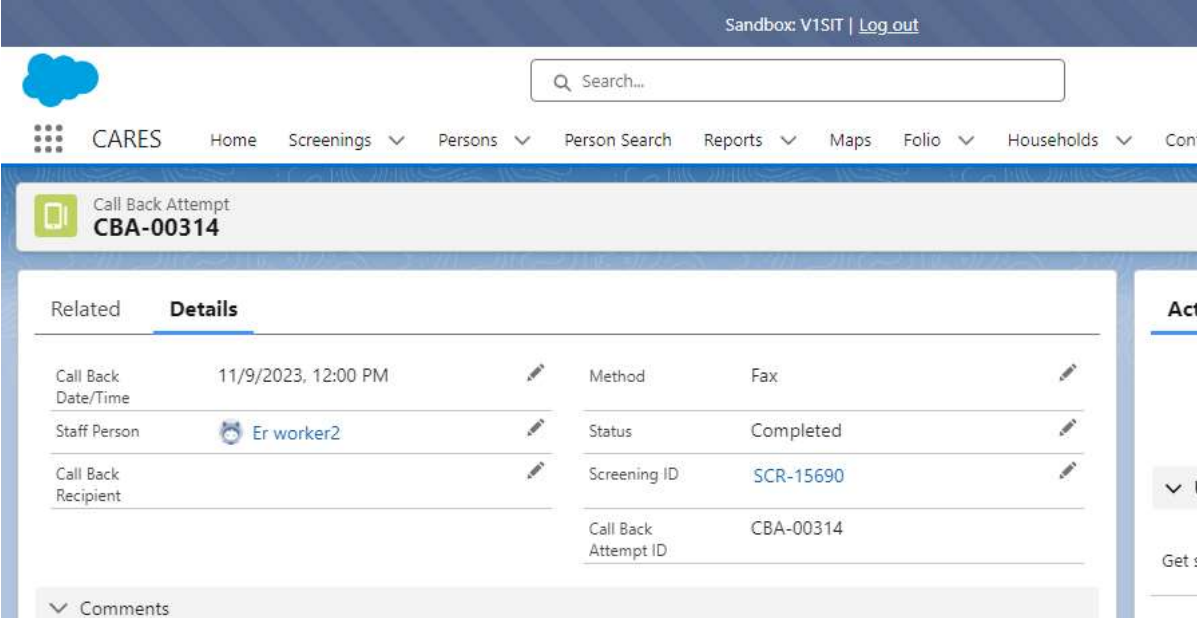 Sandbox: V1SIT | Log out
Search...
CARES Home Screenings Persons Person Search Reports Maps Folio Households
Call Back Attempt
CBA-00314
Related Details
Call Back Date/Time 11/9/2023, 12:00 PM Method Fax
Staff Person Er worker2 Status Completed
Call Back Recipient Screening ID SCR-15690
Call Back Attempt ID CBA-00314
Get
Comments